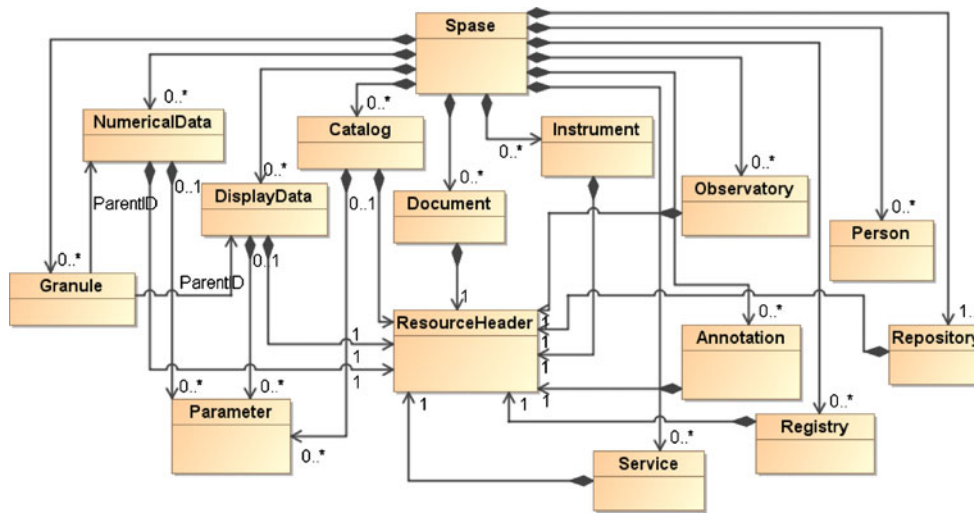 Spase
0..*
0..*
NumericalData
Catalog
0..*
Instrument
0..*
0..1
ParentID
0..*
DisplayData
0..1
0..*
Document
0..*
Observatory
0..*
Person
0..*
Granule
ParentID
0..1
1
ResourceHeader
1
1
0..*
Annotation
1..
Repository
1
1
1
1
1
0..*
0..*
Parameter
1
1
0..*
Registry
0..*
0..*
Service